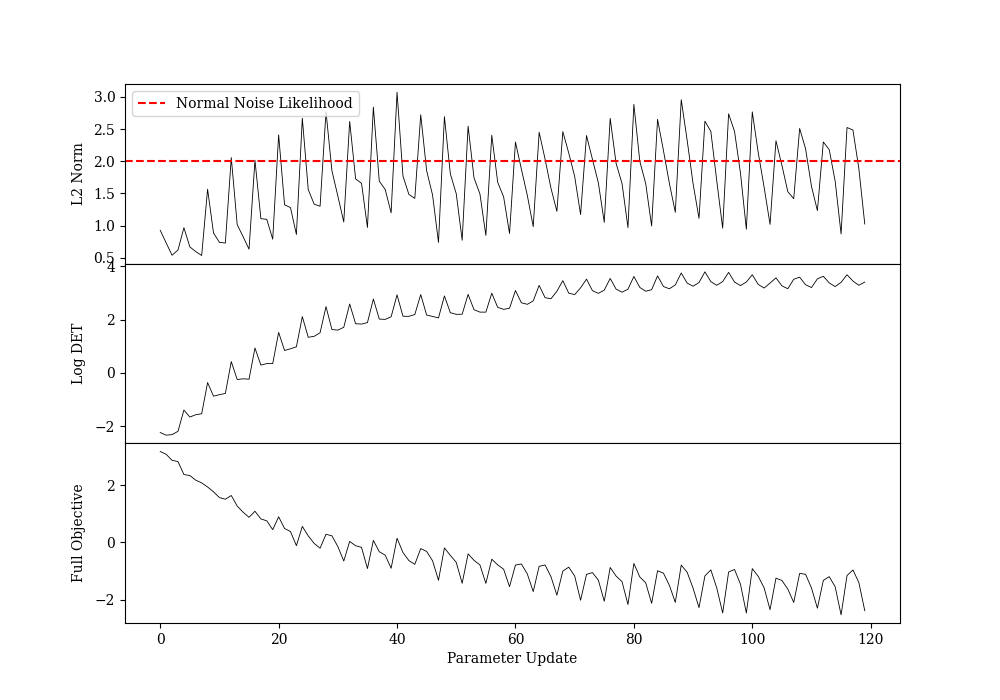 Normal Noise Likelihood
L2 Norm
3.0
2.5
2.0
1.5
1.0
0.5
Log DET
4
2
0
−2
Full Objective
2
0
−2
0 20 40 60 80 100 120
Parameter Update